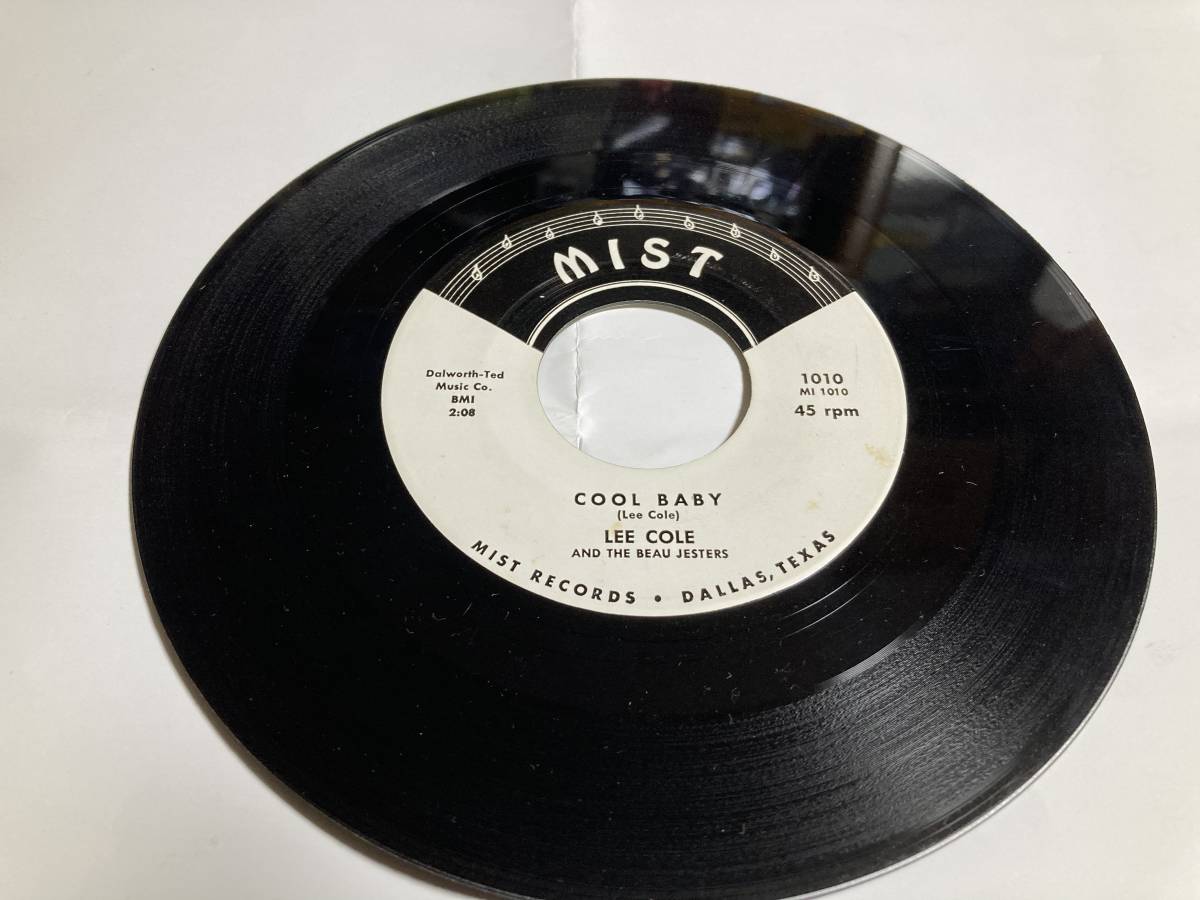 MIST
Dalworth-Ted
Music Co.
BMI
2:08
1010
MI 1010
45 rpm
COOL BABY
(Lee Cole)
LEE COLE
AND THE BEAU JESTERS
MIST RECORDS • DALLAS, TEXAS